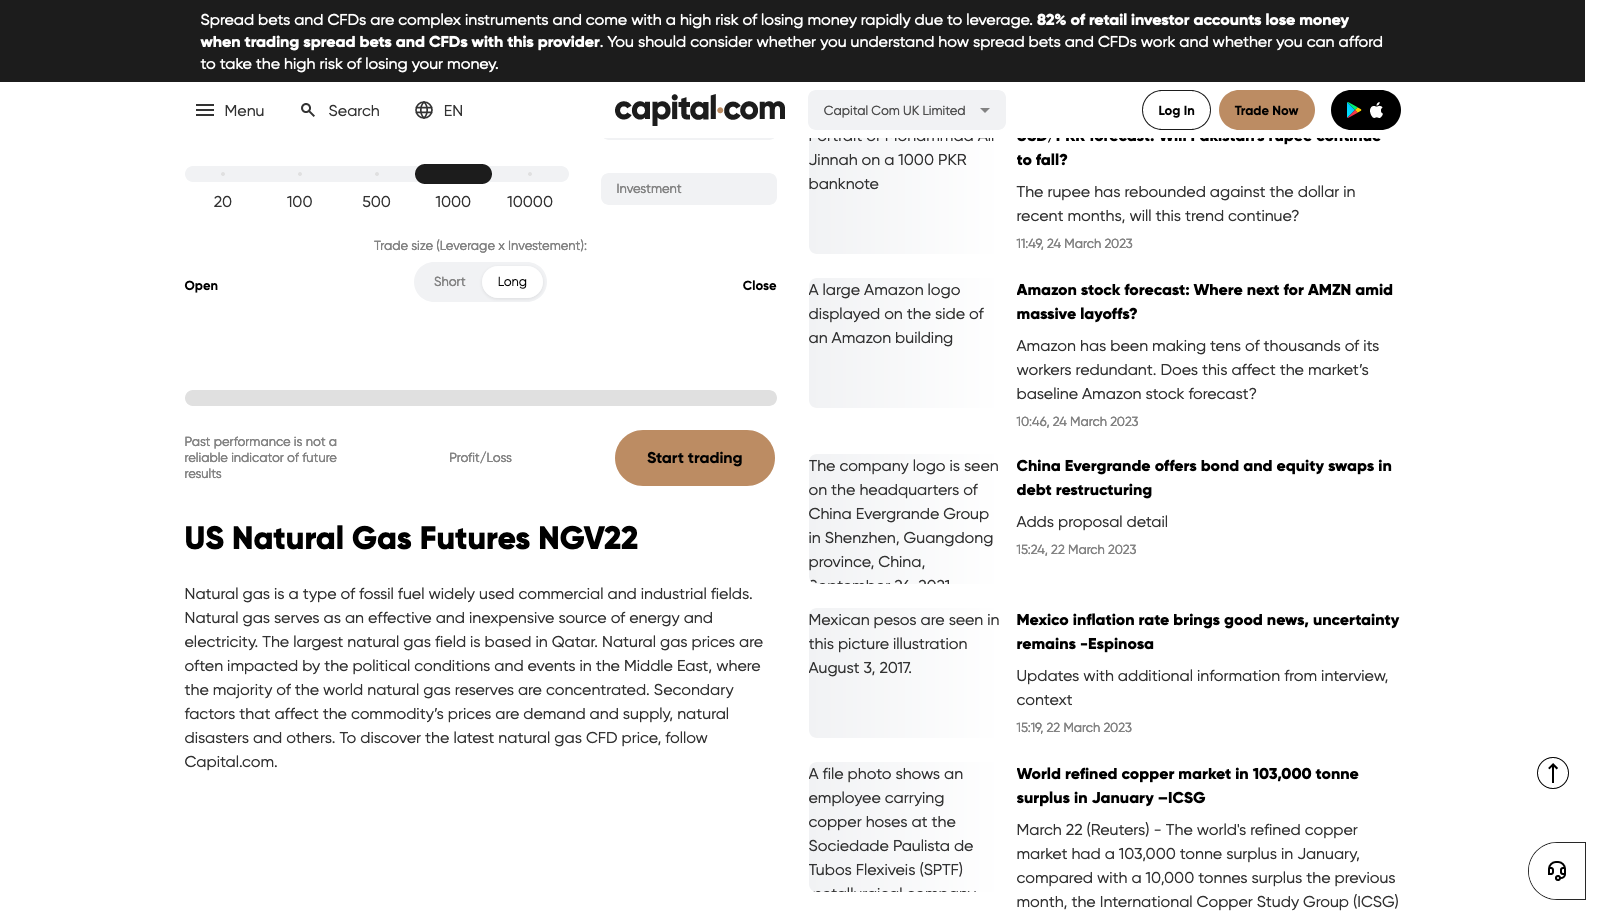 Spread bets and CFDs are complex instruments and come with a high risk of losing money rapidly due to leverage. 82% of retail investor accounts lose money
when trading spread bets and CFDs with this provider. You should consider whether you understand how spread bets and CFDs work and whether you can afford
to take the high risk of losing your money.
Menu
Search
EN
capital.com
Capital Com UK Limited
Log In
Trade Now
20
100
500
1000
10000
Investment
Trade size (Leverage x Investement):
Open
Short
Long
Close
Past performance is not a
reliable indicator of future
results
Profit/Loss
Start trading
US Natural Gas Futures NGV22
Natural gas is a type of fossil fuel widely used commercial and industrial fields.
Natural gas serves as an effective and inexpensive source of energy and
electricity. The largest natural gas field is based in Qatar. Natural gas prices are
often impacted by the political conditions and events in the Middle East, where
the majority of the world natural gas reserves are concentrated. Secondary
factors that affect the commodity’s prices are demand and supply, natural
disasters and others. To discover the latest natural gas CFD price, follow
Capital.com.
Portrait of Mohammad Ali
Jinnah on a 1000 PKR
banknote
USD/PKR forecast: Will Pakistan's rupee continue
to fall?
The rupee has rebounded against the dollar in
recent months, will this trend continue?
11:49, 24 March 2023
A large Amazon logo
displayed on the side of
an Amazon building
Amazon stock forecast: Where next for AMZN amid
massive layoffs?
Amazon has been making tens of thousands of its
workers redundant. Does this affect the market’s
baseline Amazon stock forecast?
10:46, 24 March 2023
The company logo is seen
on the headquarters of
China Evergrande Group
in Shenzhen, Guangdong
province, China,
September 26, 2021
China Evergrande offers bond and equity swaps in
debt restructuring
Adds proposal detail
15:24, 22 March 2023
Mexican pesos are seen in
this picture illustration
August 3, 2017.
Mexico inflation rate brings good news, uncertainty
remains -Espinosa
Updates with additional information from interview,
context
15:19, 22 March 2023
A file photo shows an
employee carrying
copper hoses at the
Sociedade Paulista de
Tubos Flexiveis (SPTF)
metallurgical company
World refined copper market in 103,000 tonne
surplus in January –ICSG
March 22 (Reuters) - The world's refined copper
market had a 103,000 tonne surplus in January,
compared with a 10,000 tonnes surplus the previous
month, the International Copper Study Group (ICSG)